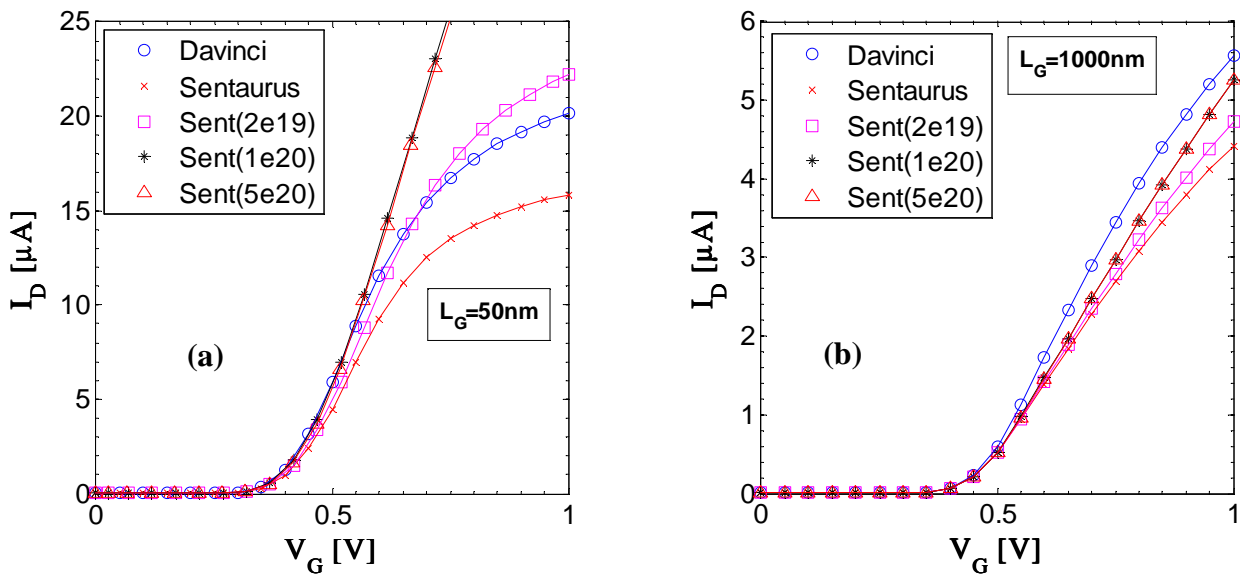 25
20
15
10
5
0
I_D [µA]
Davinci
Sentaurus
Sent(2e19)
Sent(1e20)
Sent(5e20)
L_G=50nm
(a)
0
0.5
1
V_G [V]
6
5
4
3
2
1
0
I_D [µA]
Davinci
Sentaurus
Sent(2e19)
Sent(1e20)
Sent(5e20)
L_G=1000nm
(b)
0
0.5
1
V_G [V]